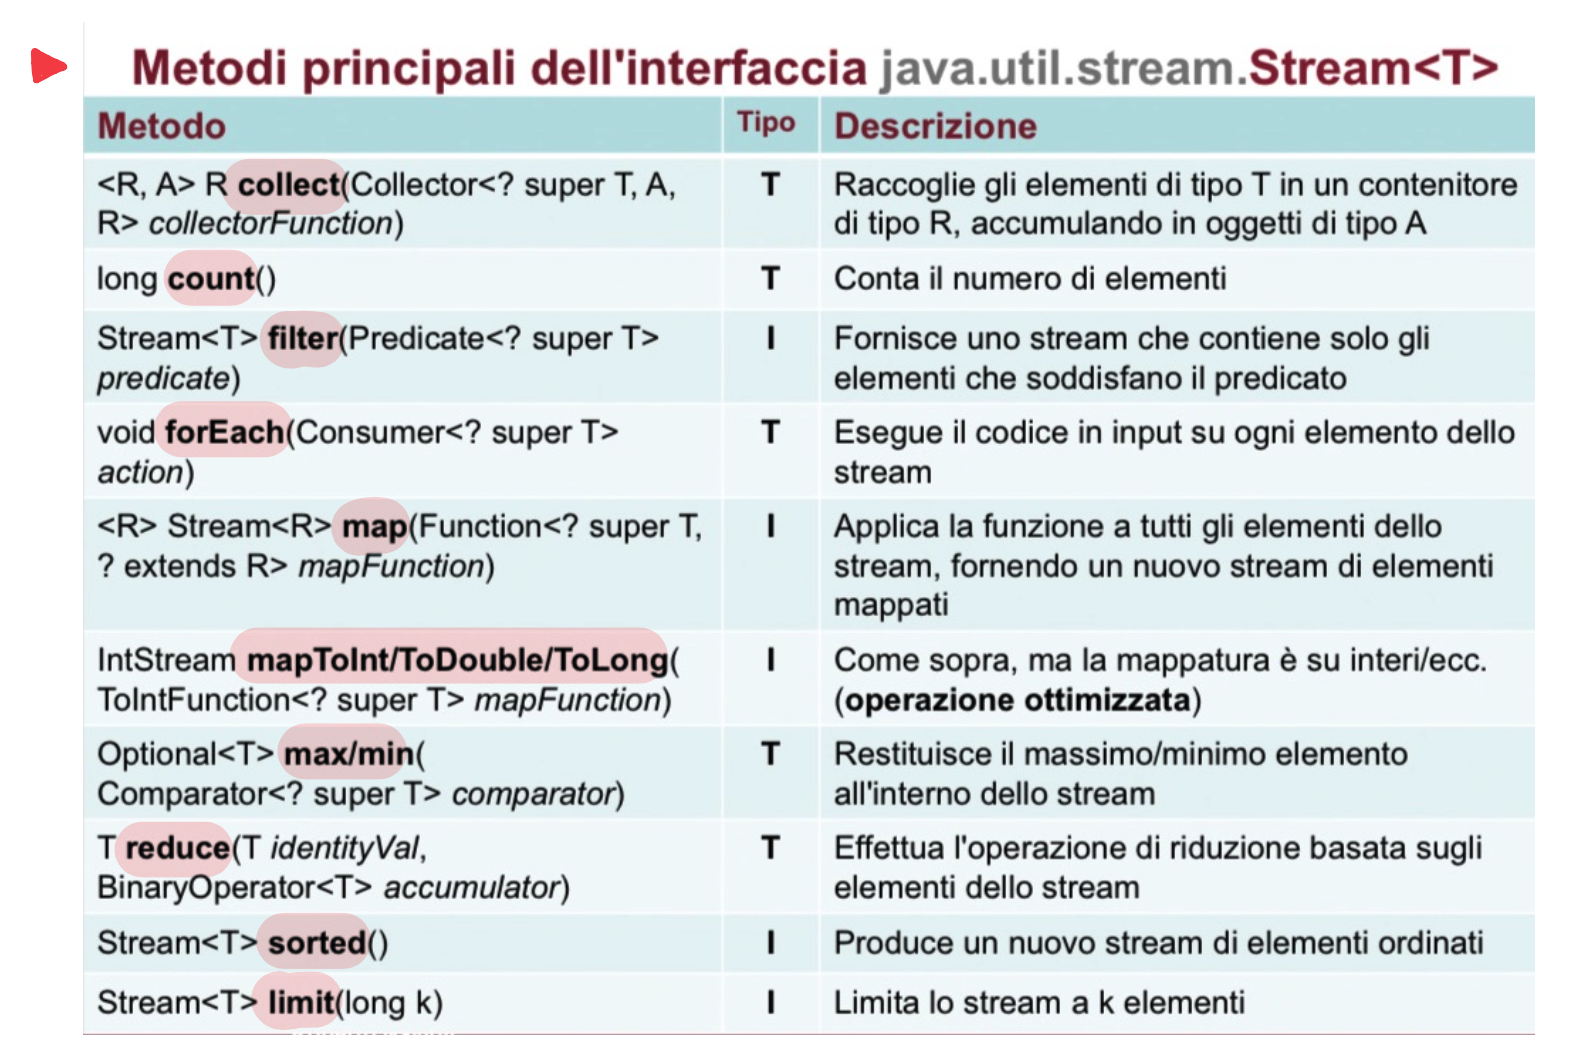 Metodi principali dell'interfaccia java.util.stream.Stream<T>
Metodo Tipo Descrizione
<R, A> R collect(Collector<? super T, A, T Raccoglie gli elementi di tipo T in un contenitore
R> collectorFunction) di tipo R, accumulando in oggetti di tipo A
long count() T Conta il numero di elementi
Stream<T> filter(Predicate<? super T> I Fornisce uno stream che contiene solo gli
predicate) elementi che soddisfano il predicato
void forEach(Consumer<? super T> T Esegue il codice in input su ogni elemento dello
action) stream
<R> Stream<R> map(Function<? super T, I Applica la funzione a tutti gli elementi dello
? extends R> mapFunction) stream, fornendo un nuovo stream di elementi
mappati
IntStream mapToInt/ToDouble/ToLong( I Come sopra, ma la mappatura è su interi/ecc.
ToIntFunction<? super T> mapFunction) (operazione ottimizzata)
Optional<T> max/min( T Restituisce il massimo/minimo elemento
Comparator<? super T> comparator) all'interno dello stream
T reduce(T identityVal, T Effettua l'operazione di riduzione basata sugli
BinaryOperator<T> accumulator) elementi dello stream
Stream<T> sorted() I Produce un nuovo stream di elementi ordinati
Stream<T> limit(long k) I Limita lo stream a k elementi